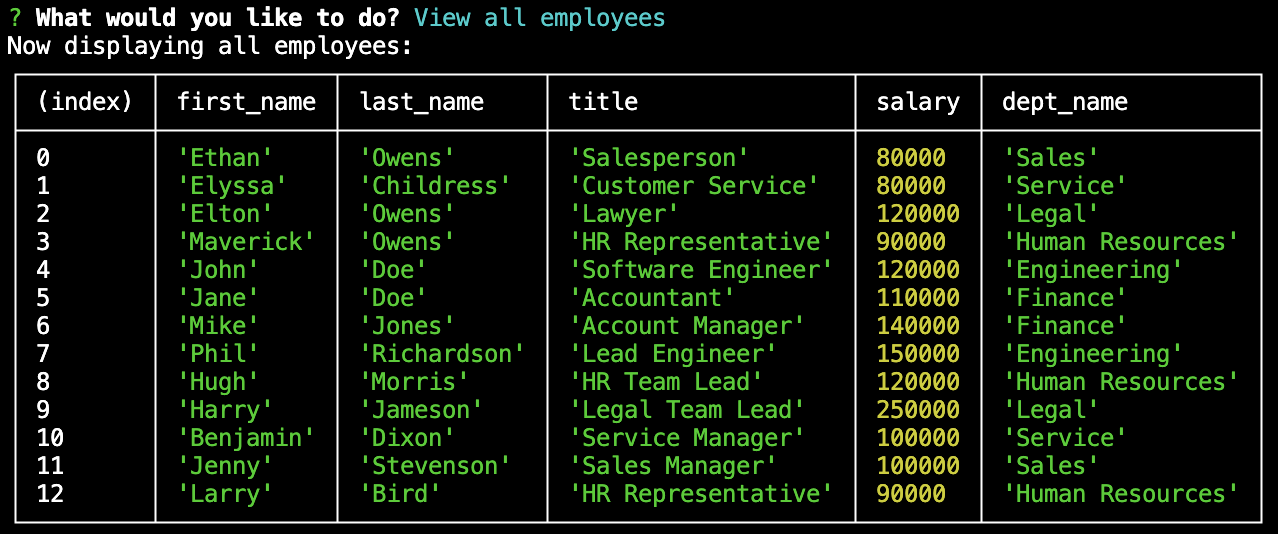 ? What would you like to do? View all employees
Now displaying all employees:
(index) first_name last_name title salary dept_name
0 'Ethan' 'Owens' 'Salesperson' 80000 'Sales'
1 'Elyssa' 'Childress' 'Customer Service' 80000 'Service'
2 'Elton' 'Owens' 'Lawyer' 120000 'Legal'
3 'Maverick' 'Owens' 'HR Representative' 90000 'Human Resources'
4 'John' 'Doe' 'Software Engineer' 120000 'Engineering'
5 'Jane' 'Doe' 'Accountant' 110000 'Finance'
6 'Mike' 'Jones' 'Account Manager' 140000 'Finance'
7 'Phil' 'Richardson' 'Lead Engineer' 150000 'Engineering'
8 'Hugh' 'Morris' 'HR Team Lead' 120000 'Human Resources'
9 'Harry' 'Jameson' 'Legal Team Lead' 250000 'Legal'
10 'Benjamin' 'Dixon' 'Service Manager' 100000 'Service'
11 'Jenny' 'Stevenson' 'Sales Manager' 100000 'Sales'
12 'Larry' 'Bird' 'HR Representative' 90000 'Human Resources'